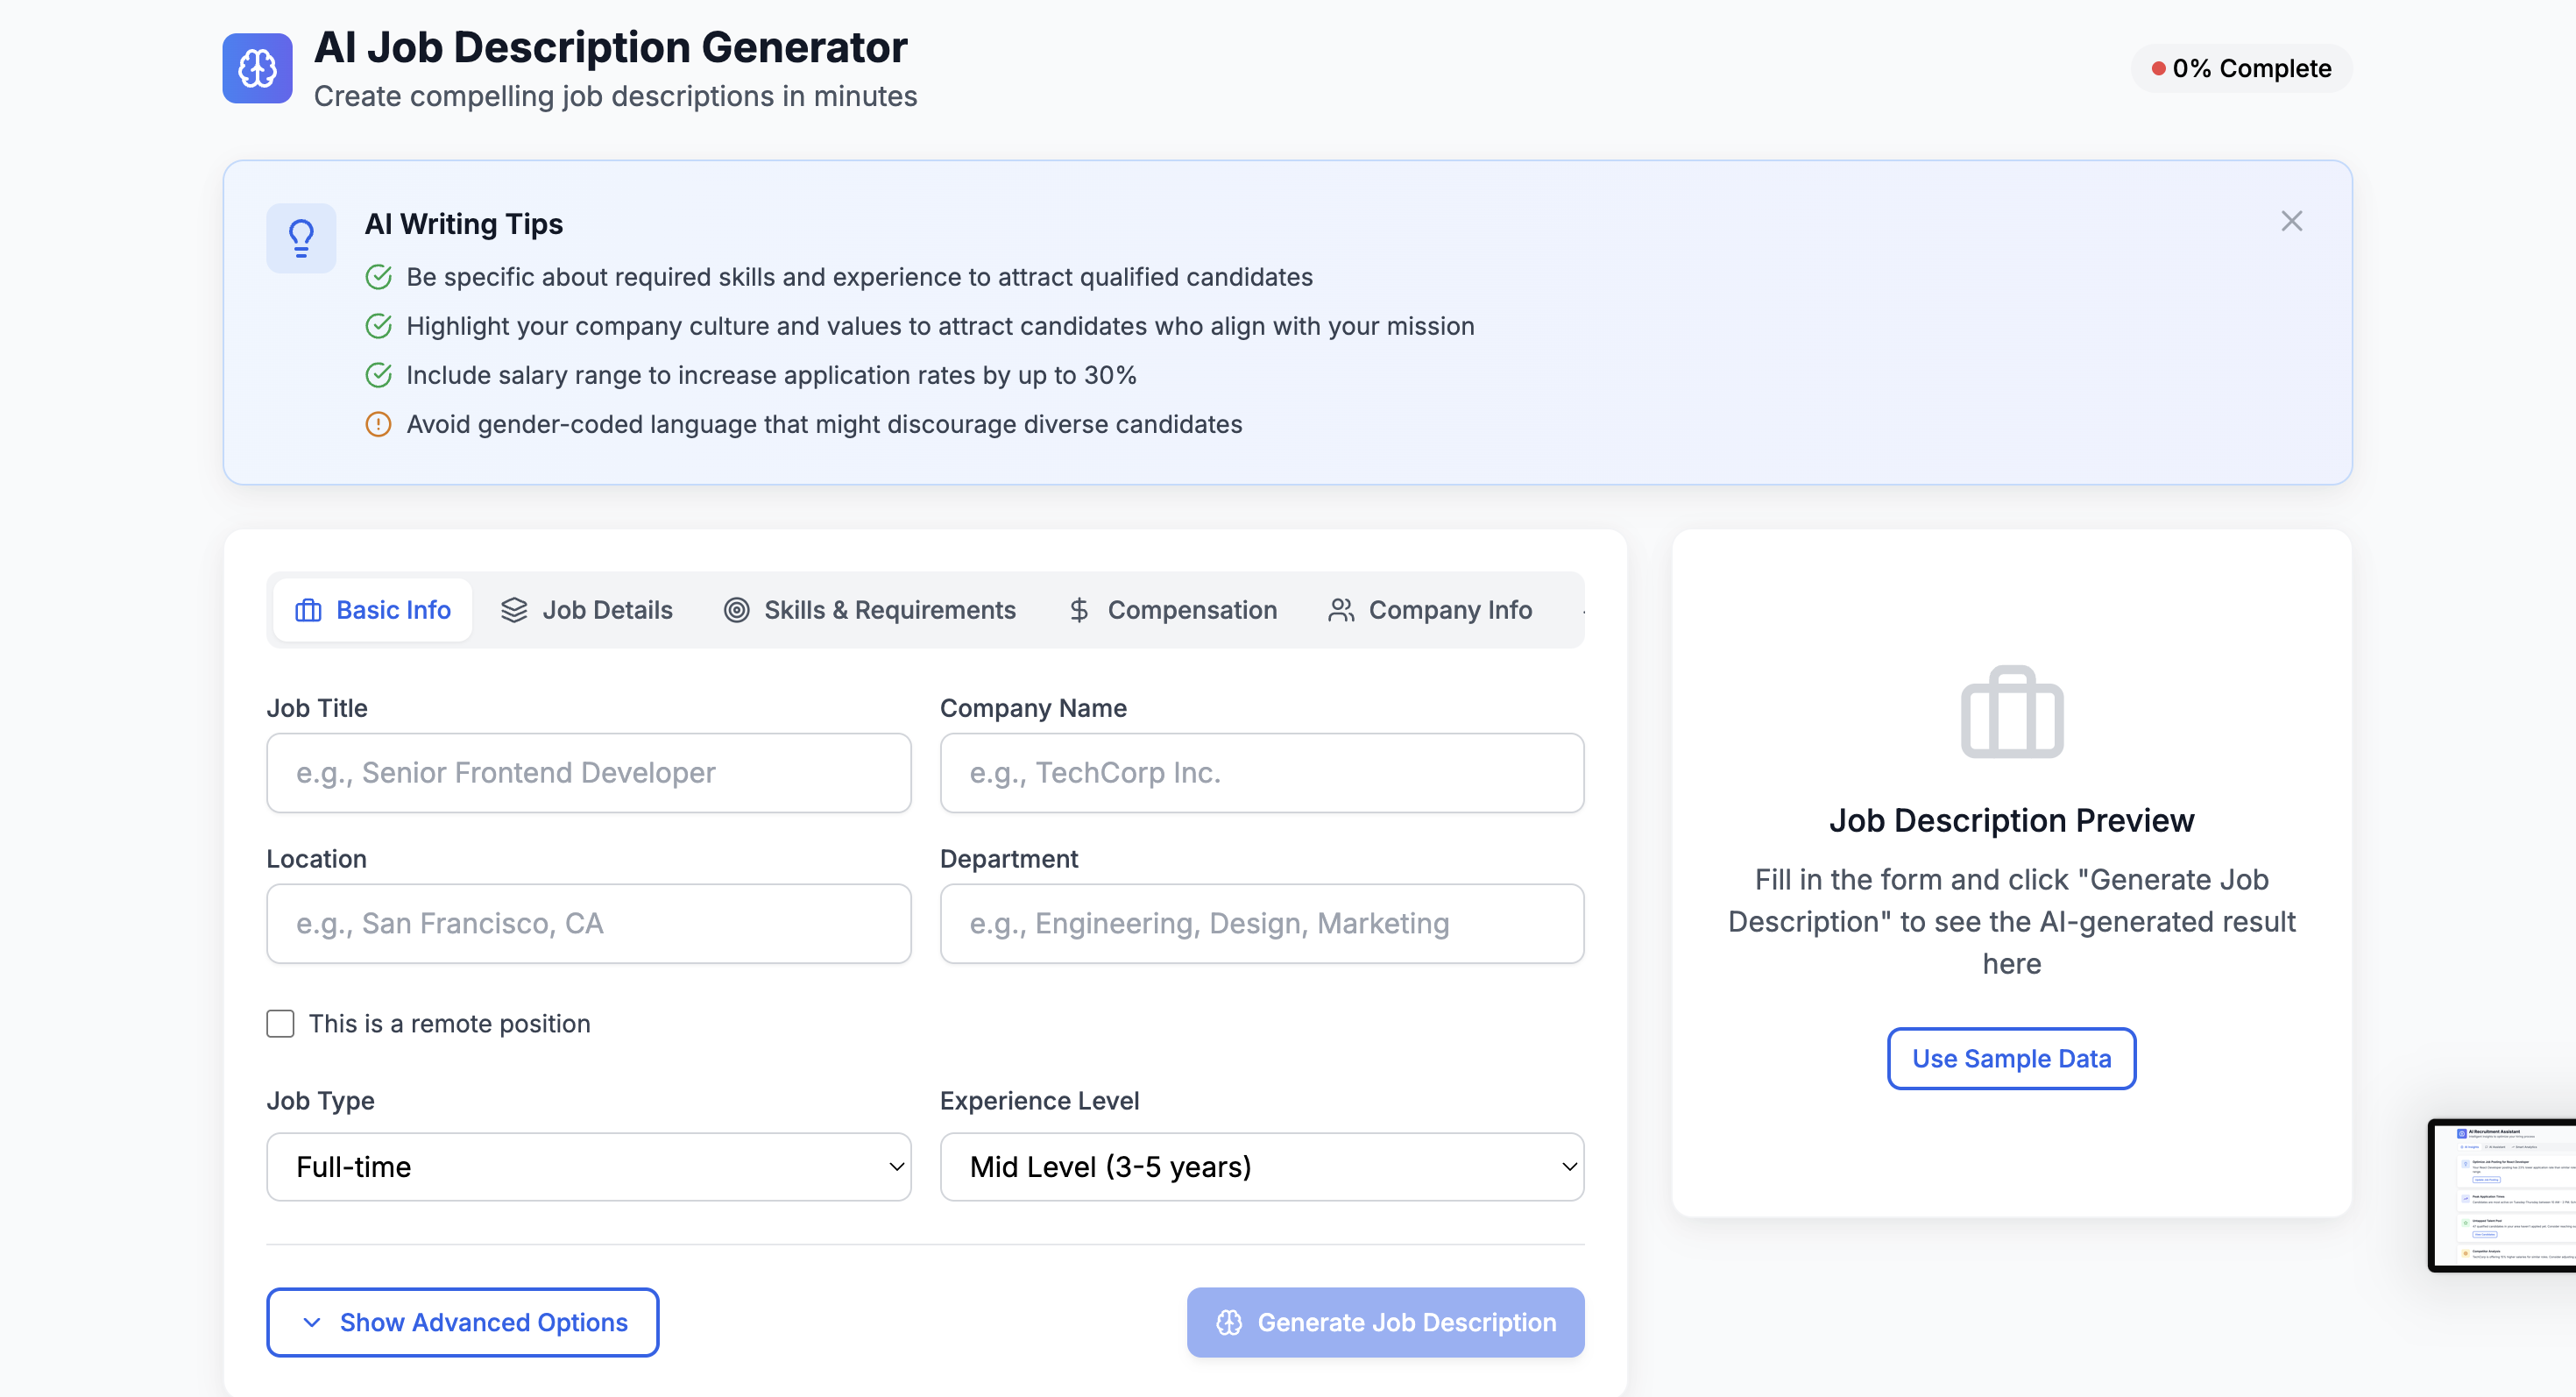 AI Job Description Generator
Create compelling job descriptions in minutes
0% Complete
AI Writing Tips
Be specific about required skills and experience to attract qualified candidates
Highlight your company culture and values to attract candidates who align with your mission
Include salary range to increase application rates by up to 30%
Avoid gender-coded language that might discourage diverse candidates
Basic Info
Job Details
Skills & Requirements
Compensation
Company Info
Job Title
Company Name
e.g., Senior Frontend Developer
e.g., TechCorp Inc.
Location
Department
e.g., San Francisco, CA
e.g., Engineering, Design, Marketing
This is a remote position
Job Type
Experience Level
Full-time
Mid Level (3-5 years)
Show Advanced Options
Generate Job Description
Job Description Preview
Fill in the form and click "Generate Job
Description" to see the AI-generated result
here
Use Sample Data
AI Recruitment Assistant